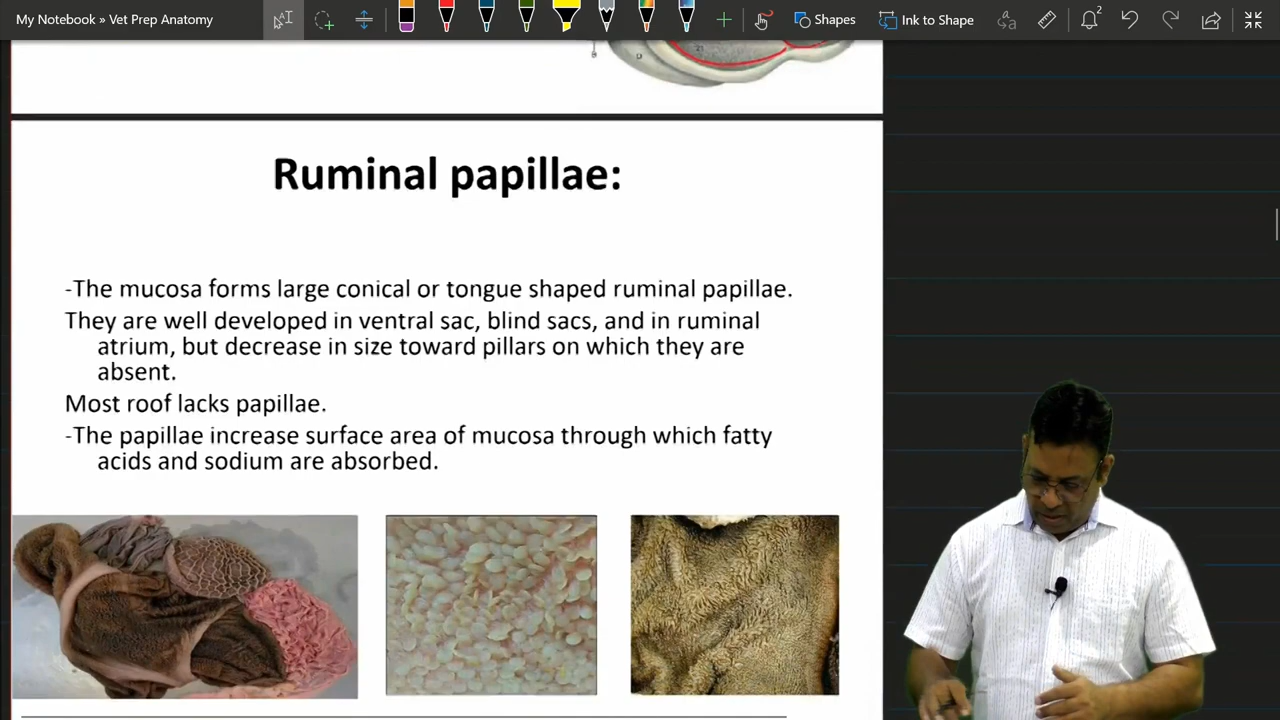 My Notebook » Vet Prep Anatomy
Shapes
Ink to Shape
2
21
Ruminal papillae:
-The mucosa forms large conical or tongue shaped ruminal papillae.
They are well developed in ventral sac, blind sacs, and in ruminal
atrium, but decrease in size toward pillars on which they are
absent.
Most roof lacks papillae.
-The papillae increase surface area of mucosa through which fatty
acids and sodium are absorbed.